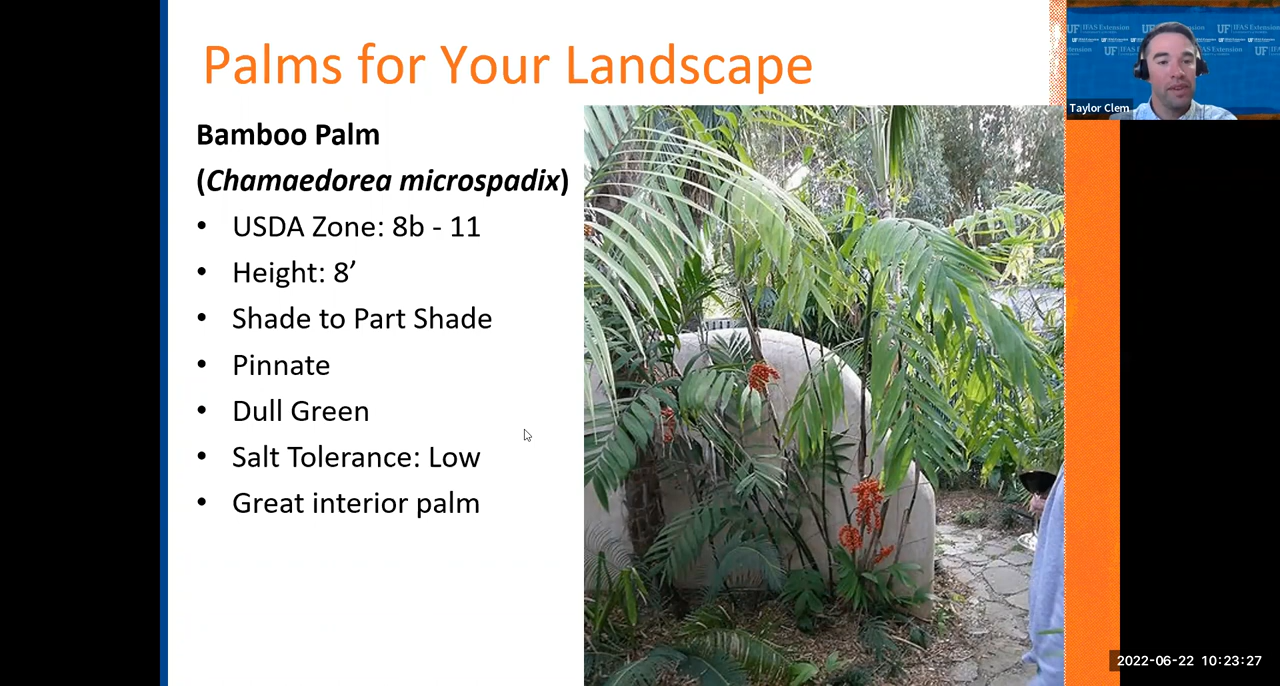 Palms for Your Landscape
Bamboo Palm
(Chamaedorea microspadix)
• USDA Zone: 8b - 11
• Height: 8’
• Shade to Part Shade
• Pinnate
• Dull Green
• Salt Tolerance: Low
• Great interior palm
UF IFAS Extension
Taylor Clem
2022-06-22 10:23:27